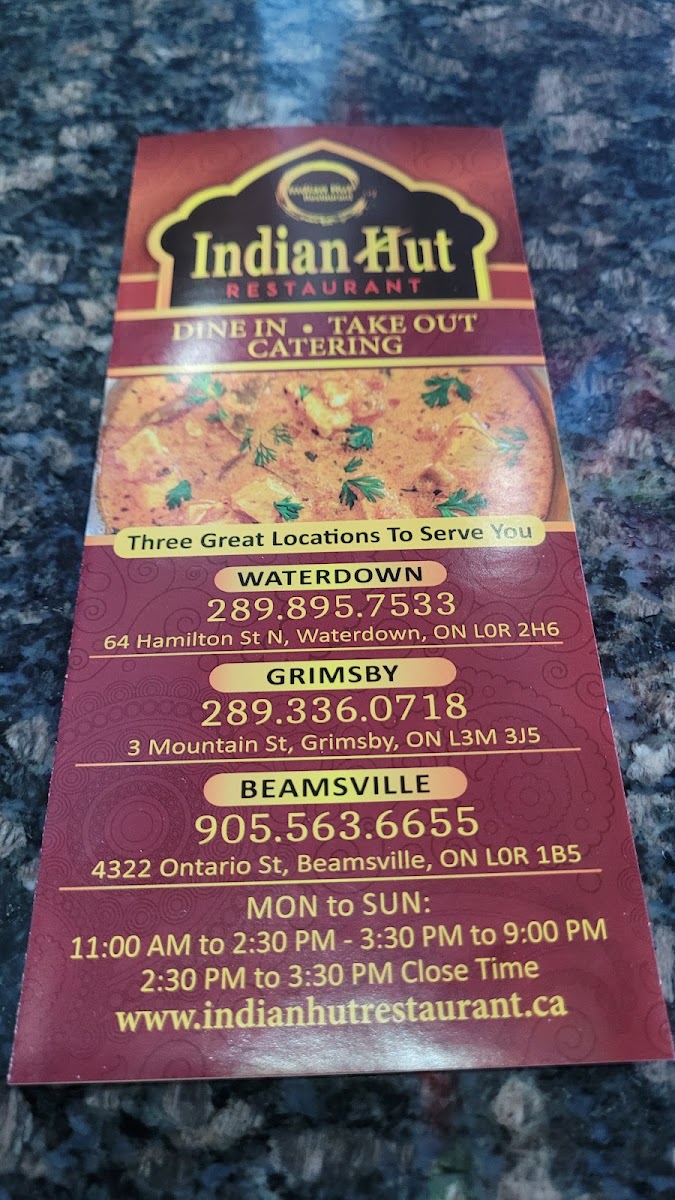 Indian Hut
Restaurant
Indian Hut
RESTAURANT
DINE IN • TAKE OUT
CATERING
Three Great Locations To Serve You
WATERDOWN
289.895.7533
64 Hamilton St N, Waterdown, ON L0R 2H6
GRIMSBY
289.336.0718
3 Mountain St, Grimsby, ON L3M 3J5
BEAMSVILLE
905.563.6655
4322 Ontario St, Beamsville, ON L0R 1B5
MON to SUN:
11:00 AM to 2:30 PM - 3:30 PM to 9:00 PM
2:30 PM to 3:30 PM Close Time
www.indianhutrestaurant.ca